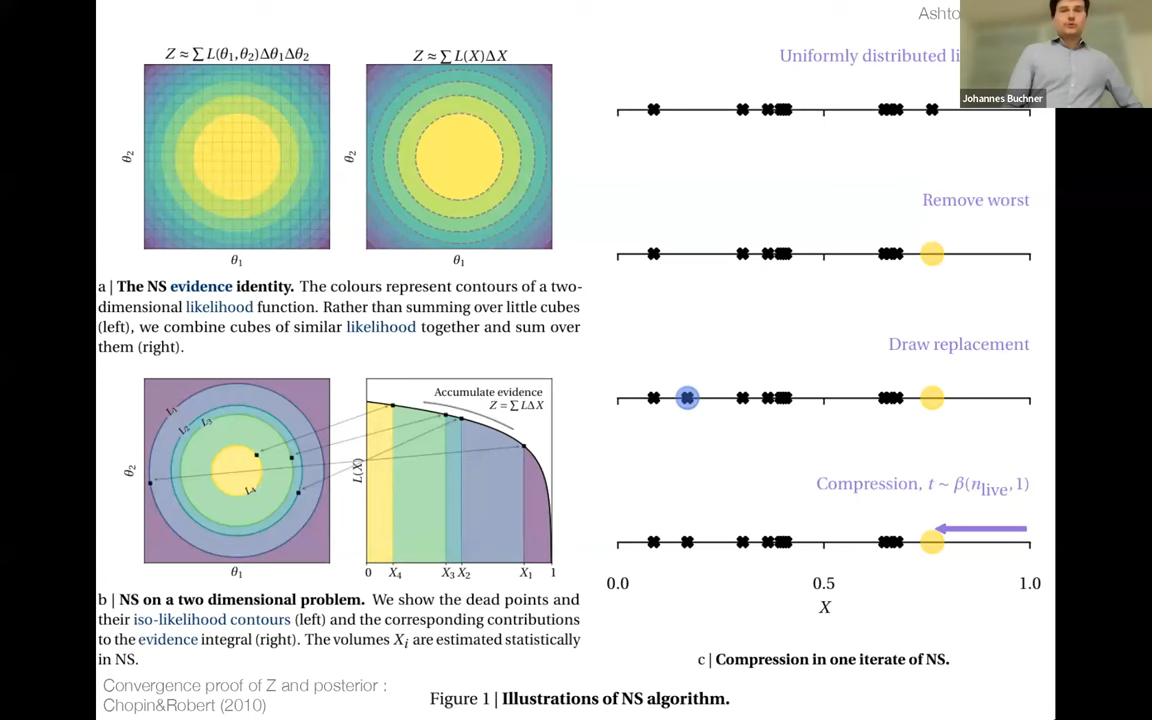 Ashto
Z ≈ ∑ L(θ₁,θ₂)Δθ₁Δθ₂
Z ≈ ∑ L(X)ΔX
θ₂
θ₂
θ₁
θ₁
a | The NS evidence identity. The colours represent contours of a two-
dimensional likelihood function. Rather than summing over little cubes
(left), we combine cubes of similar likelihood together and sum over
them (right).
L₁
L₂
L₃
L₄
θ₂
θ₁
Accumulate evidence
Z = ∑ LΔX
L(X)
0 X₄ X₃ X₂ X₁ 1
b | NS on a two dimensional problem. We show the dead points and
their iso-likelihood contours (left) and the corresponding contributions
to the evidence integral (right). The volumes Xᵢ are estimated statistically
in NS.
Uniformly distributed li
Johannes Buchner
Remove worst
Draw replacement
Compression, t ~ β(n_live, 1)
0.0 0.5 1.0
X
c | Compression in one iterate of NS.
Convergence proof of Z and posterior :
Chopin&Robert (2010)
Figure 1 | Illustrations of NS algorithm.